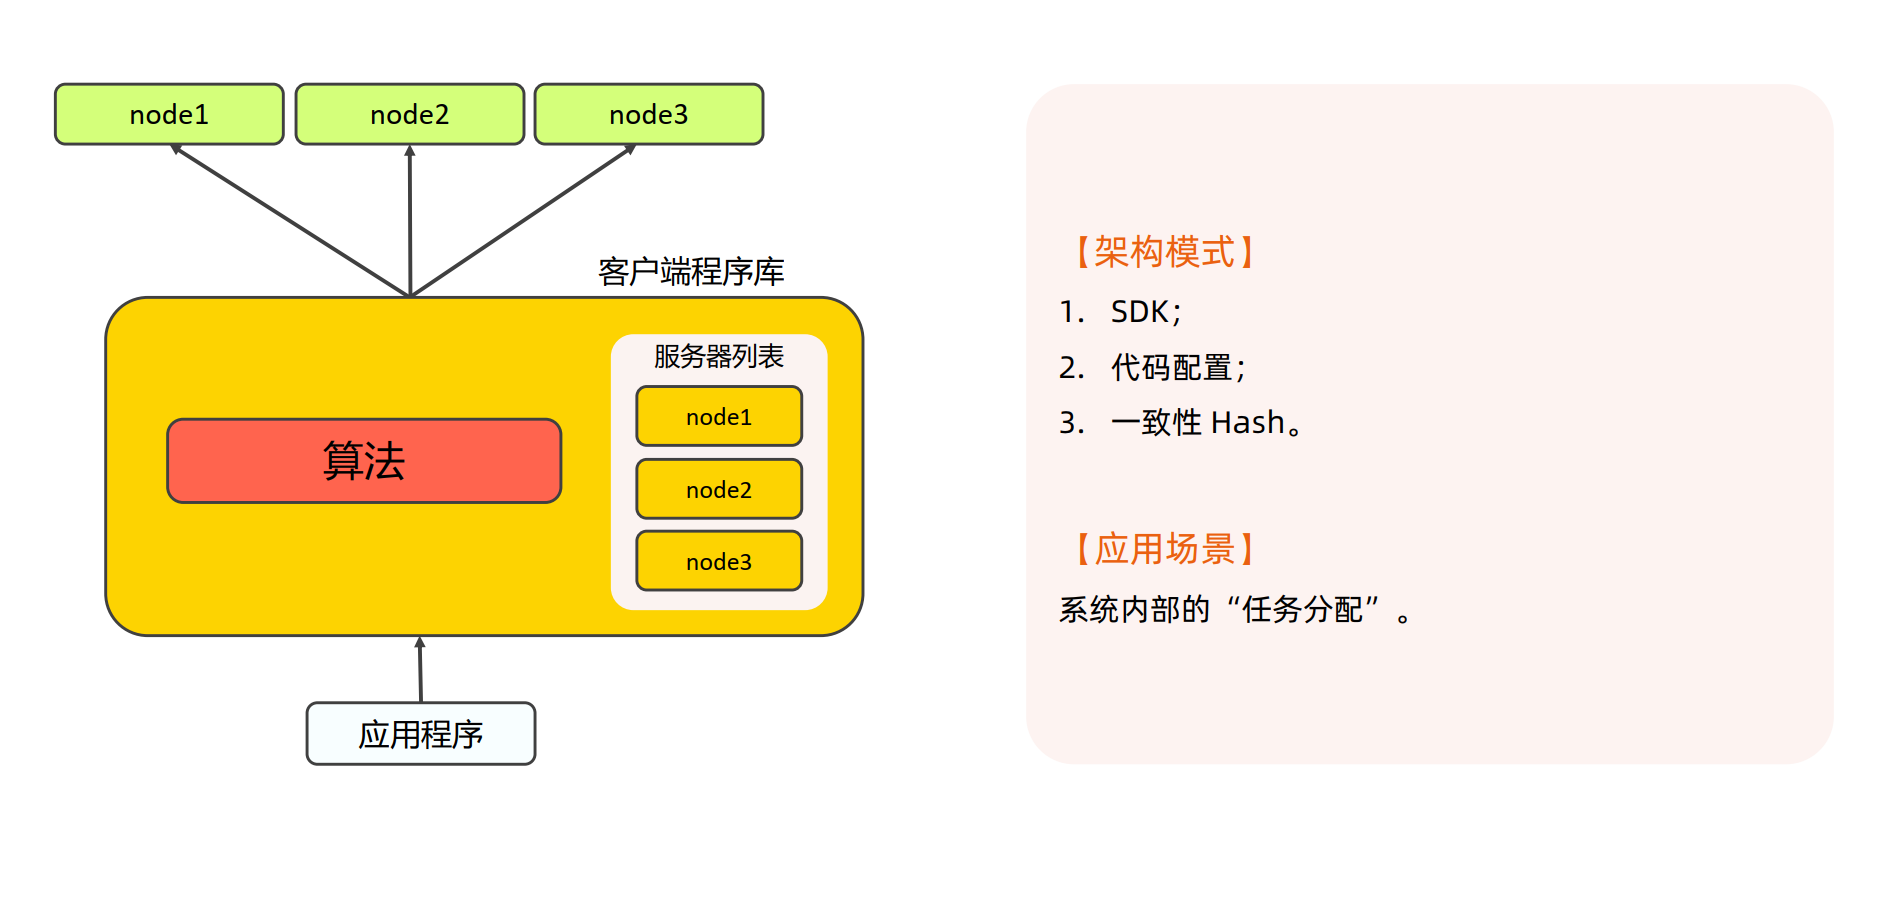 node1
node2
node3
客户端程序库
服务器列表
node1
算法
node2
node3
应用程序
【架构模式】
1. SDK；
2. 代码配置；
3. 一致性 Hash。
【应用场景】
系统内部的“任务分配”。